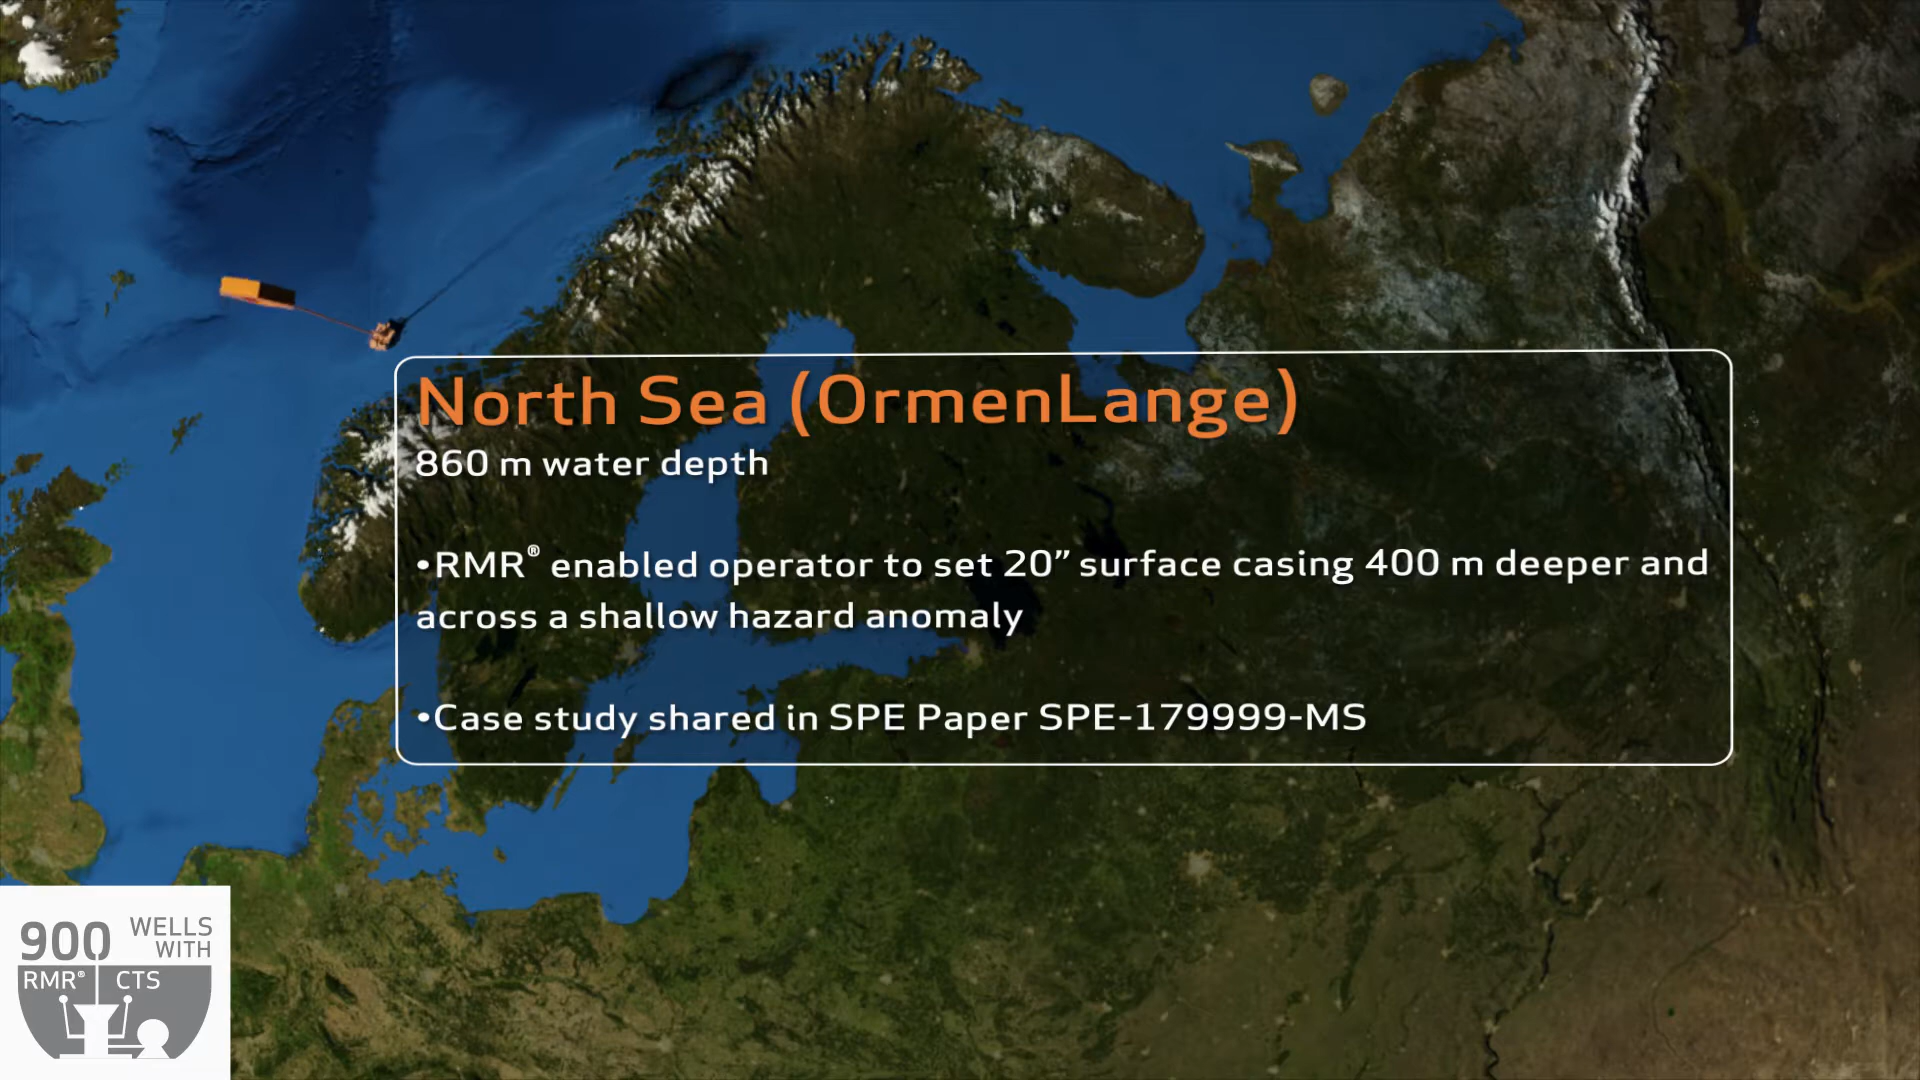 North Sea (OrmenLange)
860 m water depth
•RMR® enabled operator to set 20” surface casing 400 m deeper and
across a shallow hazard anomaly
•Case study shared in SPE Paper SPE-179999-MS
900 WELLS
WITH
RMR® CTS